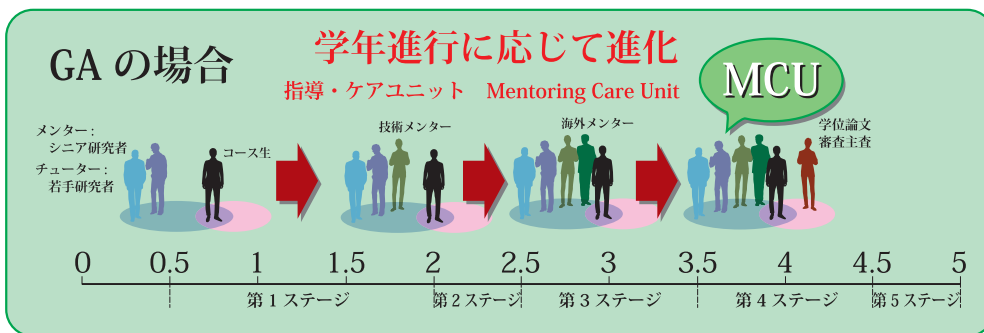 GA の場合
学年進行に応じて進化
指導・ケアユニット Mentoring Care Unit
MCU
メンター：
シニア研究者
チューター：
若手研究者
コース生
技術メンター
海外メンター
学位論文
審査主査
0 0.5 1 1.5 2 2.5 3 3.5 4 4.5 5
第1ステージ 第2ステージ 第3ステージ 第4ステージ 第5ステージ